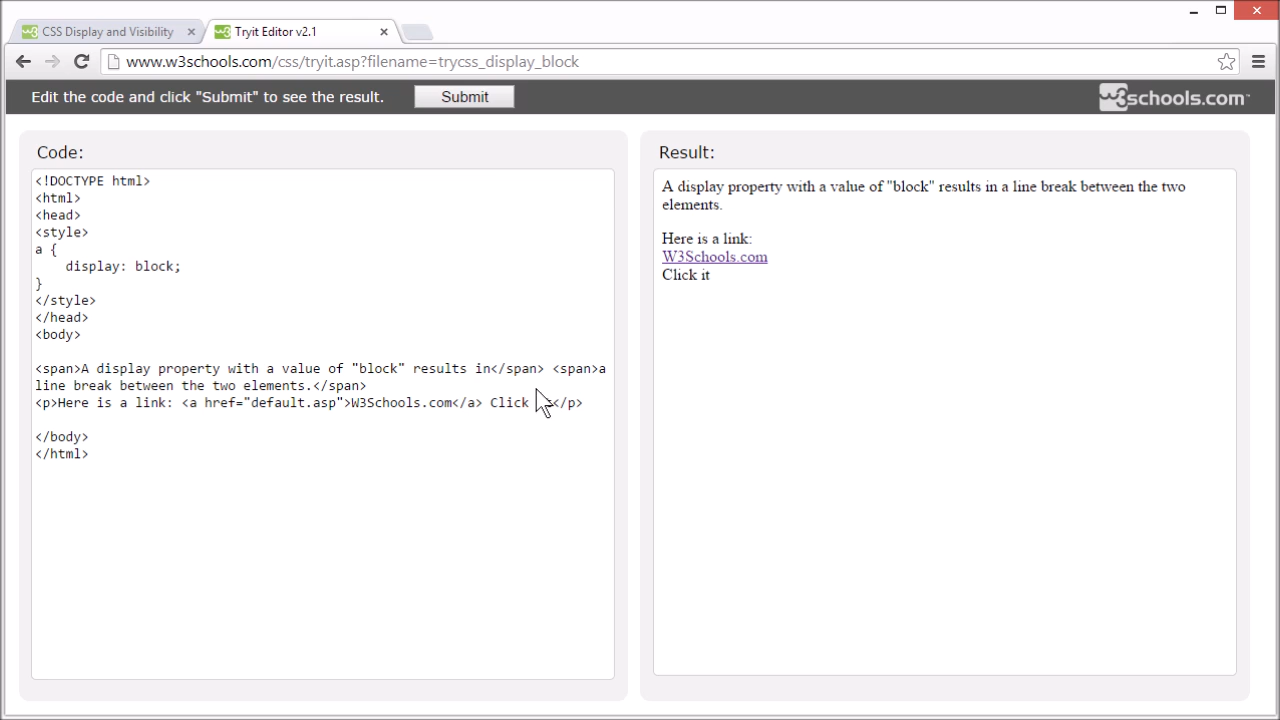 CSS Display and Visibility
Tryit Editor v2.1
www.w3schools.com/css/tryit.asp?filename=trycss_display_block
Edit the code and click "Submit" to see the result.
Submit
w3schools.com
Code:
<!DOCTYPE html>
<html>
<head>
<style>
a {
display: block;
}
</style>
</head>
<body>
<span>A display property with a value of "block" results in</span> <span>a
line break between the two elements.</span>
<p>Here is a link: <a href="default.asp">W3Schools.com</a> Click </p>
</body>
</html>
Result:
A display property with a value of "block" results in a line break between the two
elements.
Here is a link:
W3Schools.com
Click it